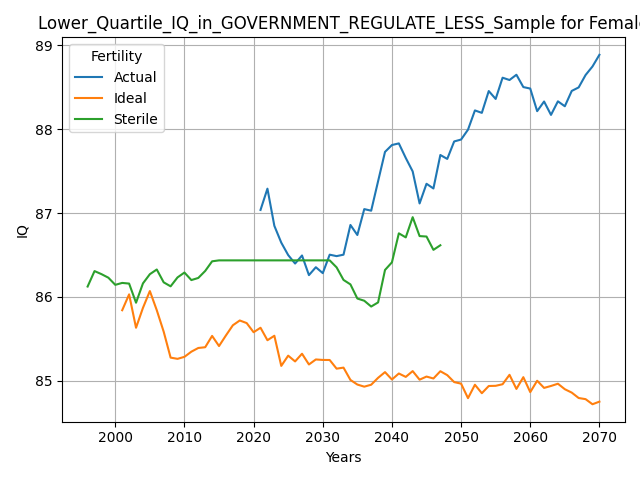 Lower_Quartile_IQ_in_GOVERNMENT_REGULATE_LESS_Sample for Female
Fertility
Actual
Ideal
Sterile
IQ
89
88
87
86
85
2000
2010
2020
2030
2040
2050
2060
2070
Years